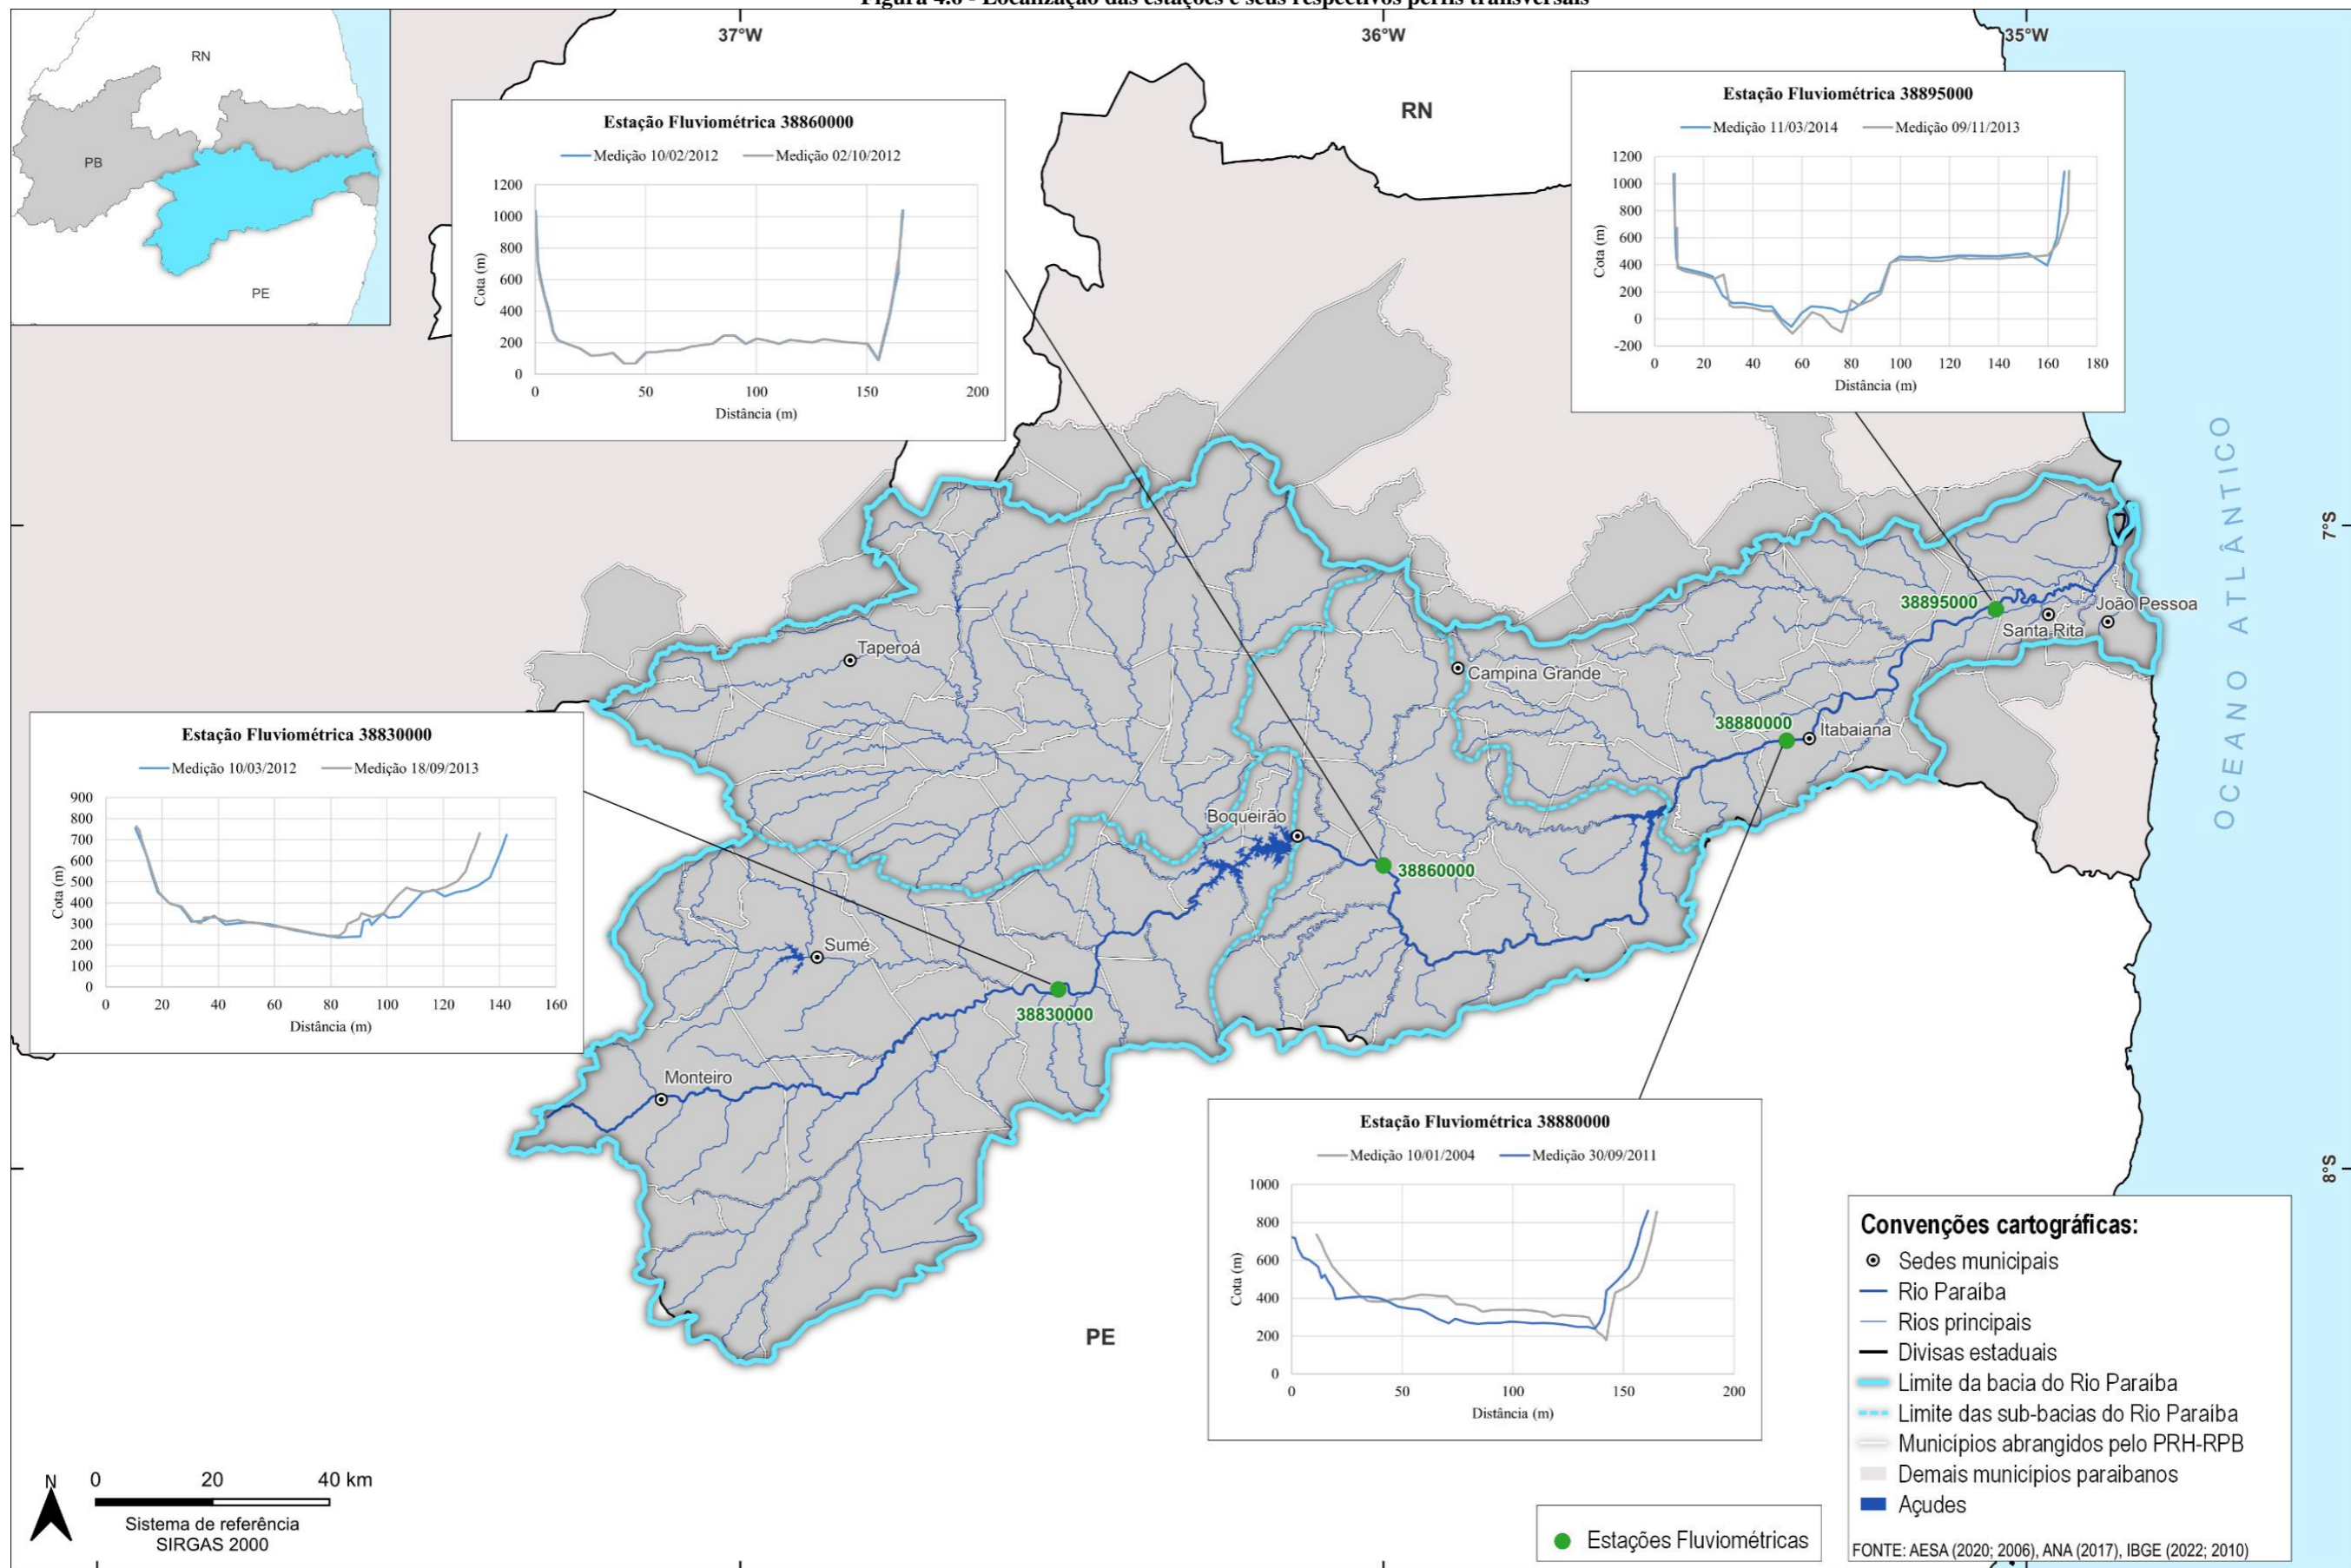 Figura 4.6 - Localização das estações e seus respectivos perfis transversais
37°W
36°W
35°W
RN
PB
PE
Estação Fluviométrica 38860000
Medição 10/02/2012 Medição 02/10/2012
1200
1000
800
600
400
200
0
Cota (m)
0 50 100 150 200
Distância (m)
RN
Estação Fluviométrica 38895000
Medição 11/03/2014 Medição 09/11/2013
1200
1000
800
600
400
200
0
-200
Cota (m)
0 20 40 60 80 100 120 140 160 180
Distância (m)
OCEANO ATLÂNTICO
7°S
38895000
João Pessoa
Santa Rita
Taperoá
Campina Grande
38880000
Itabaiana
Estação Fluviométrica 38830000
Medição 10/03/2012 Medição 18/09/2013
900
800
700
600
500
400
300
200
100
0
Cota (m)
0 20 40 60 80 100 120 140 160
Distância (m)
Boqueirão
38860000
Sumé
38830000
Monteiro
Estação Fluviométrica 38880000
Medição 10/01/2004 Medição 30/09/2011
1000
800
600
400
200
0
Cota (m)
0 50 100 150 200
Distância (m)
PE
8°S
Convenções cartográficas:
Sedes municipais
Rio Paraíba
Rios principais
Divisas estaduais
Limite da bacia do Rio Paraíba
Limite das sub-bacias do Rio Paraíba
Municípios abrangidos pelo PRH-RPB
Demais municípios paraibanos
Açudes
FONTE: AESA (2020; 2006), ANA (2017), IBGE (2022; 2010)
Estações Fluviométricas
N
0 20 40 km
Sistema de referência
SIRGAS 2000